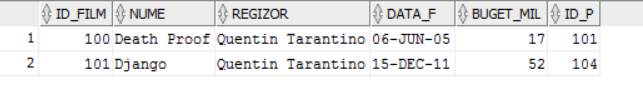 ID_FILM NUME REGIZOR DATA_F BUGET_MIL ID_P
1 100 Death Proof Quentin Tarantino 06-JUN-05 17 101
2 101 Django Quentin Tarantino 15-DEC-11 52 104